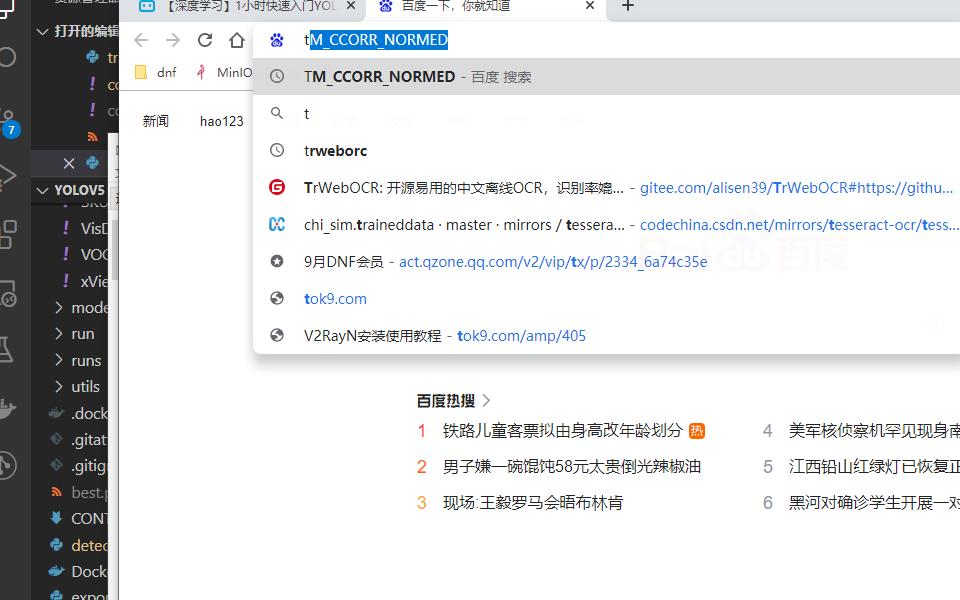 资源管理器
【深度学习】1小时快速入门YOL
百度一下，你就知道
打开的编辑
tr
co
co
7
YOLOV5
VisD
VOC
xVie
mode
run
runs
utils
.dock
.gitat
.gitig
best.p
CONT
detec
Docke
expor
tM_CCORR_NORMED
dnf
MinIO
TM_CCORR_NORMED - 百度 搜索
新闻
hao123
t
trweborc
TrWebOCR: 开源易用的中文离线OCR，识别率媲... - gitee.com/alisen39/TrWebOCR#https://githu...
chi_sim.traineddata · master · mirrors / tessera... - codechina.csdn.net/mirrors/tesseract-ocr/tess...
9月DNF会员 - act.qzone.qq.com/v2/vip/tx/p/2334_6a74c35e
tok9.com
V2RayN安装使用教程 - tok9.com/amp/405
百度热搜
1 铁路儿童客票拟由身高改年龄划分 热
4 美军核侦察机罕见现身南
2 男子嫌一碗馄饨58元太贵倒光辣椒油
5 江西铅山红绿灯已恢复正
3 现场:王毅罗马会晤布林肯
6 黑河对确诊学生开展一对